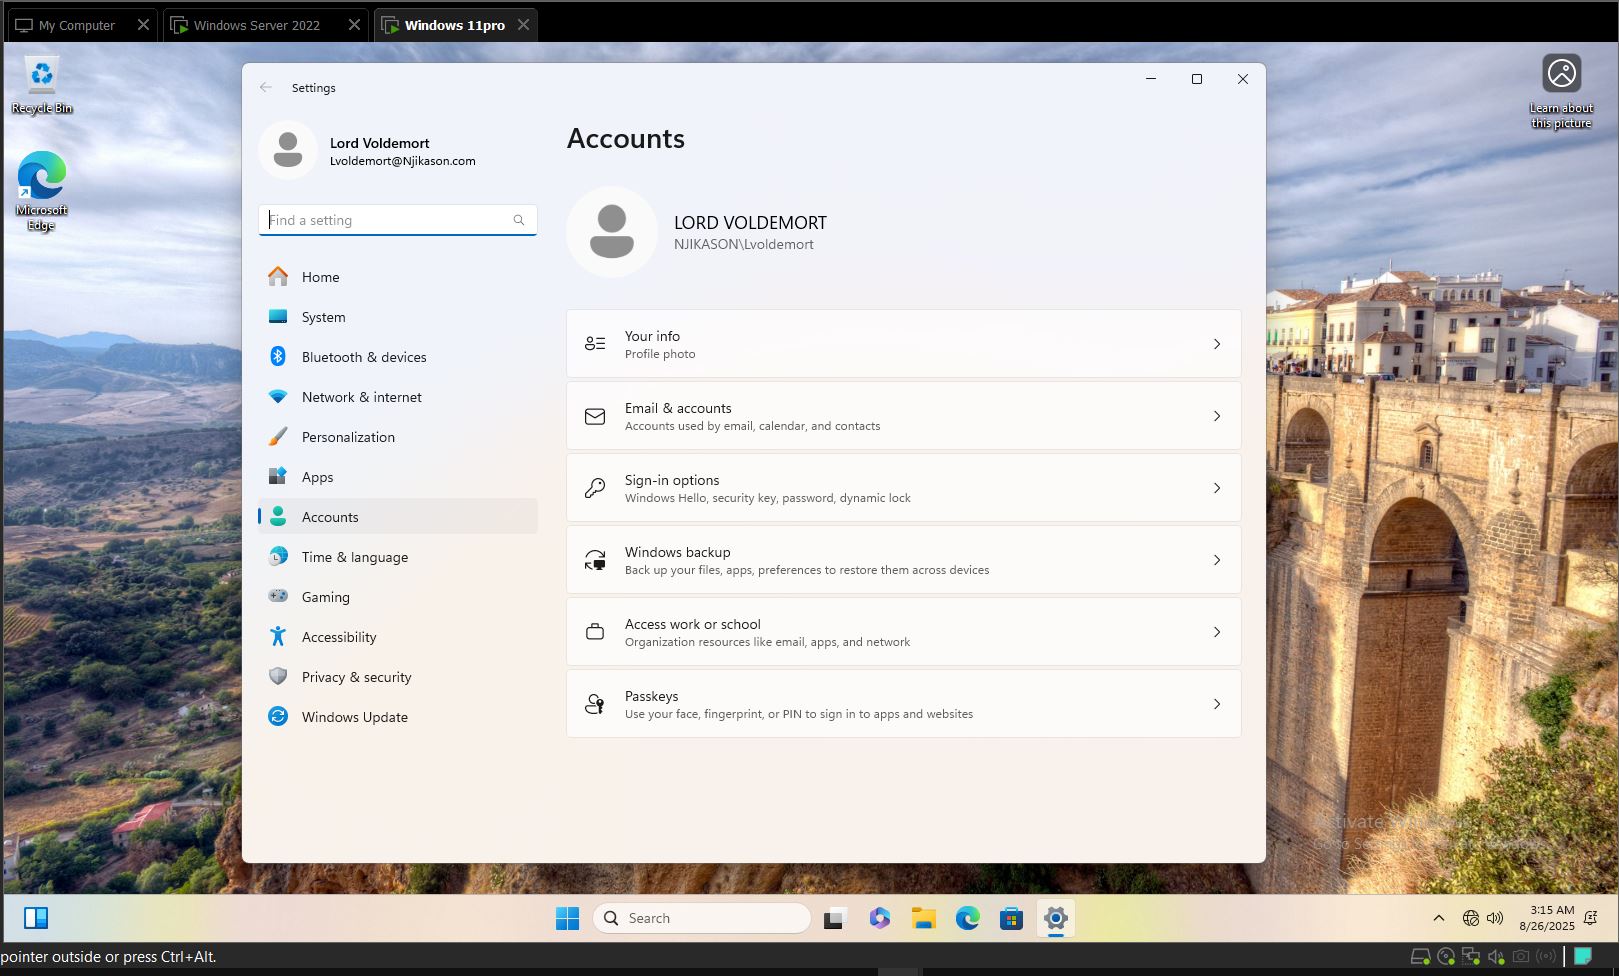 My Computer
Windows Server 2022
Windows 11pro
Recycle Bin
Microsoft
Edge
Learn about
this picture
Settings
Lord Voldemort
Lvoldemort@Njikason.com
Find a setting
Home
System
Bluetooth & devices
Network & internet
Personalization
Apps
Accounts
Time & language
Gaming
Accessibility
Privacy & security
Windows Update
Accounts
LORD VOLDEMORT
NJIKASON\Lvoldemort
Your info
Profile photo
Email & accounts
Accounts used by email, calendar, and contacts
Sign-in options
Windows Hello, security key, password, dynamic lock
Windows backup
Back up your files, apps, preferences to restore them across devices
Access work or school
Organization resources like email, apps, and network
Passkeys
Use your face, fingerprint, or PIN to sign in to apps and websites
Activate Windows
Go to
Search
3:15 AM
8/26/2025
pointer outside or press Ctrl+Alt.